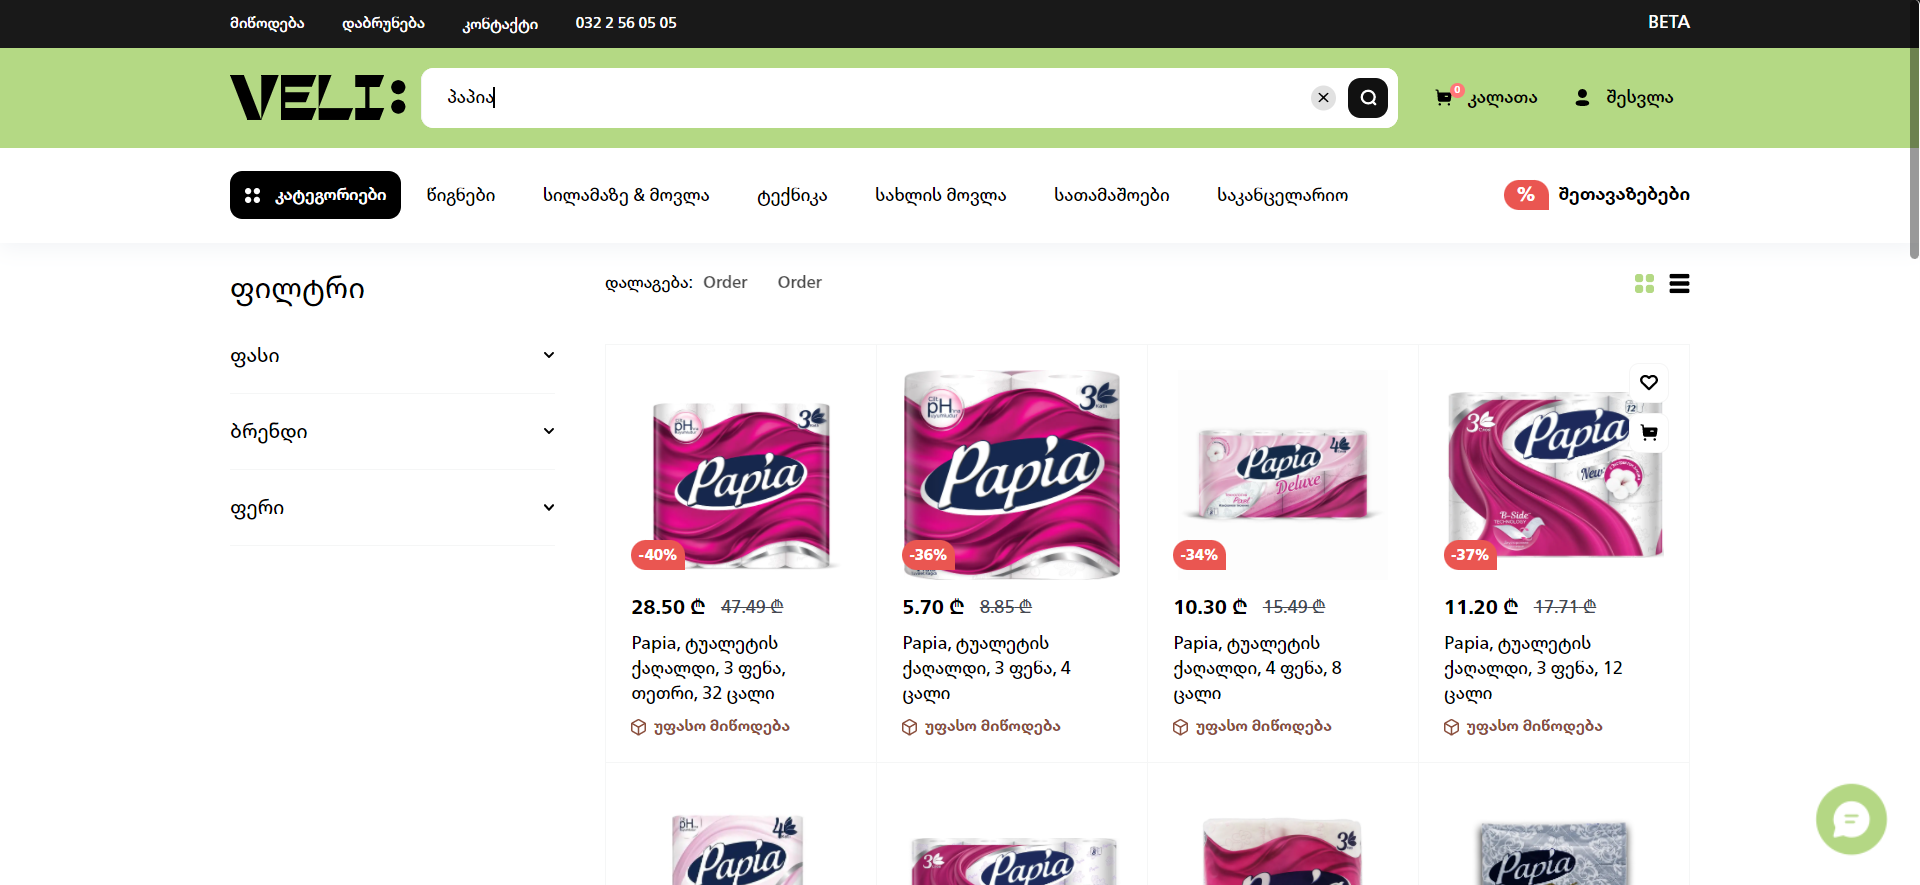 მიწოდება დაბრუნება კონტაქტი 032 2 56 05 05 BETA
VELI: პაპია 0 კალათა შესვლა
კატეგორიები წიგნები სილამაზე & მოვლა ტექნიკა სახლის მოვლა სათამაშოები საკანცელარიო % შეთავაზებები
ფილტრი
ფასი
ბრენდი
ფერი
დალაგება: Order Order
pH 3 Papia
pH 3 Papia
4 Papia Deluxe
3 12 Papia New B-Side TECHNOLOGY
-40% -36% -34% -37%
28.50 ₾ 47.49 ₾
Papia, ტუალეტის
ქაღალდი, 3 ფენა,
თეთრი, 32 ცალი
უფასო მიწოდება
5.70 ₾ 8.85 ₾
Papia, ტუალეტის
ქაღალდი, 3 ფენა, 4
ცალი
უფასო მიწოდება
10.30 ₾ 15.49 ₾
Papia, ტუალეტის
ქაღალდი, 4 ფენა, 8
ცალი
უფასო მიწოდება
11.20 ₾ 17.71 ₾
Papia, ტუალეტის
ქაღალდი, 3 ფენა, 12
ცალი
უფასო მიწოდება
pH 4 Papia
3 Papia
3 Papia
Papia